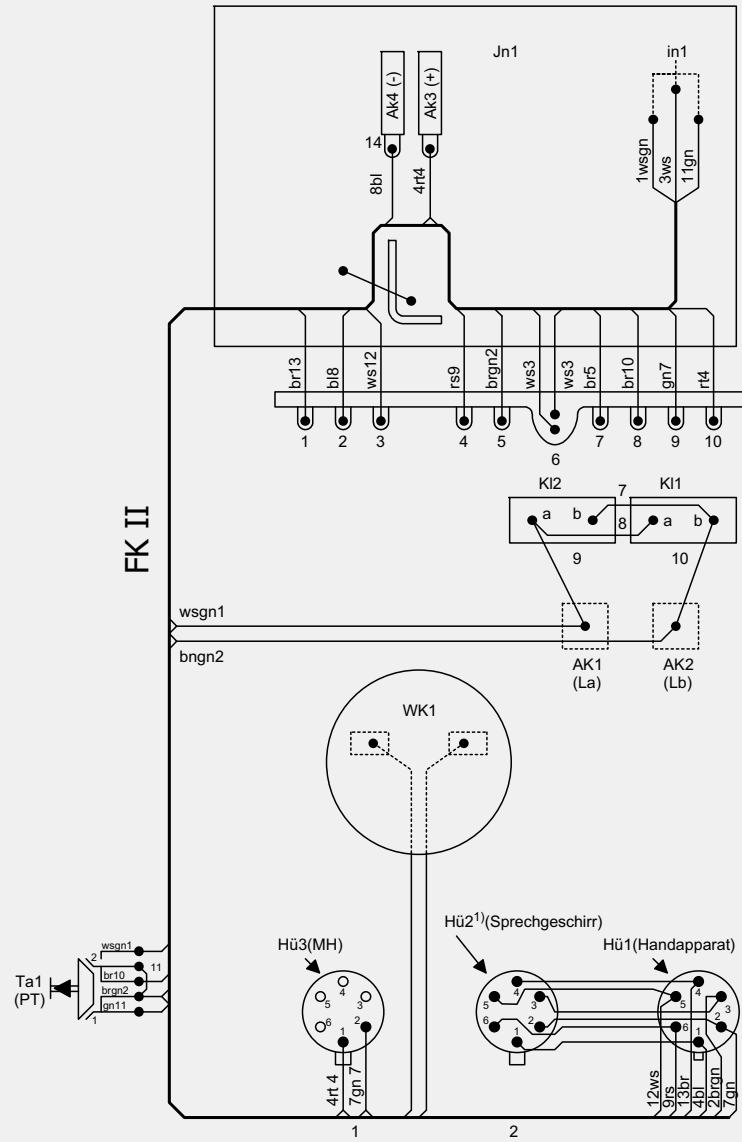 Jn1
in1
Ak4 (-)
Ak3 (+)
14
8bl
4rt4
1wsgn
3ws
11gn
br13
bl8
ws12
rs9
brgn2
ws3
ws3
br5
br10
gn7
rt4
1
2
3
4
5
6
7
8
9
10
Kl2
7
Kl1
a
b
8
a
b
9
10
FK II
wsgn1
bngn2
AK1
(La)
AK2
(Lb)
WK1
Hü3(MH)
Hü2¹⁾(Sprechgeschirr)
Hü1(Handapparat)
Ta1
(PT)
wsgn1
2
11
br10
brgn2
gn11
1
4
5
3
6
2
1
4
5
3
6
2
1
4
5
3
6
2
1
4rt 4
7gn 7
12ws
9rs
13br
4bl
2brgn
7gn
1
2